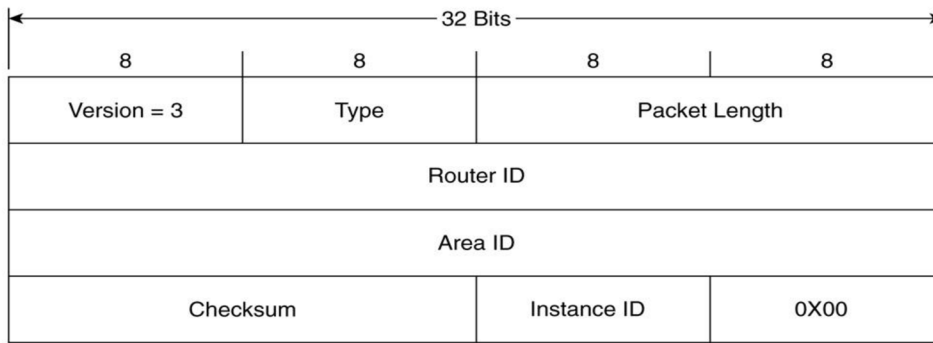 32 Bits
8 8 8 8
Version = 3 Type Packet Length
Router ID
Area ID
Checksum Instance ID 0X00